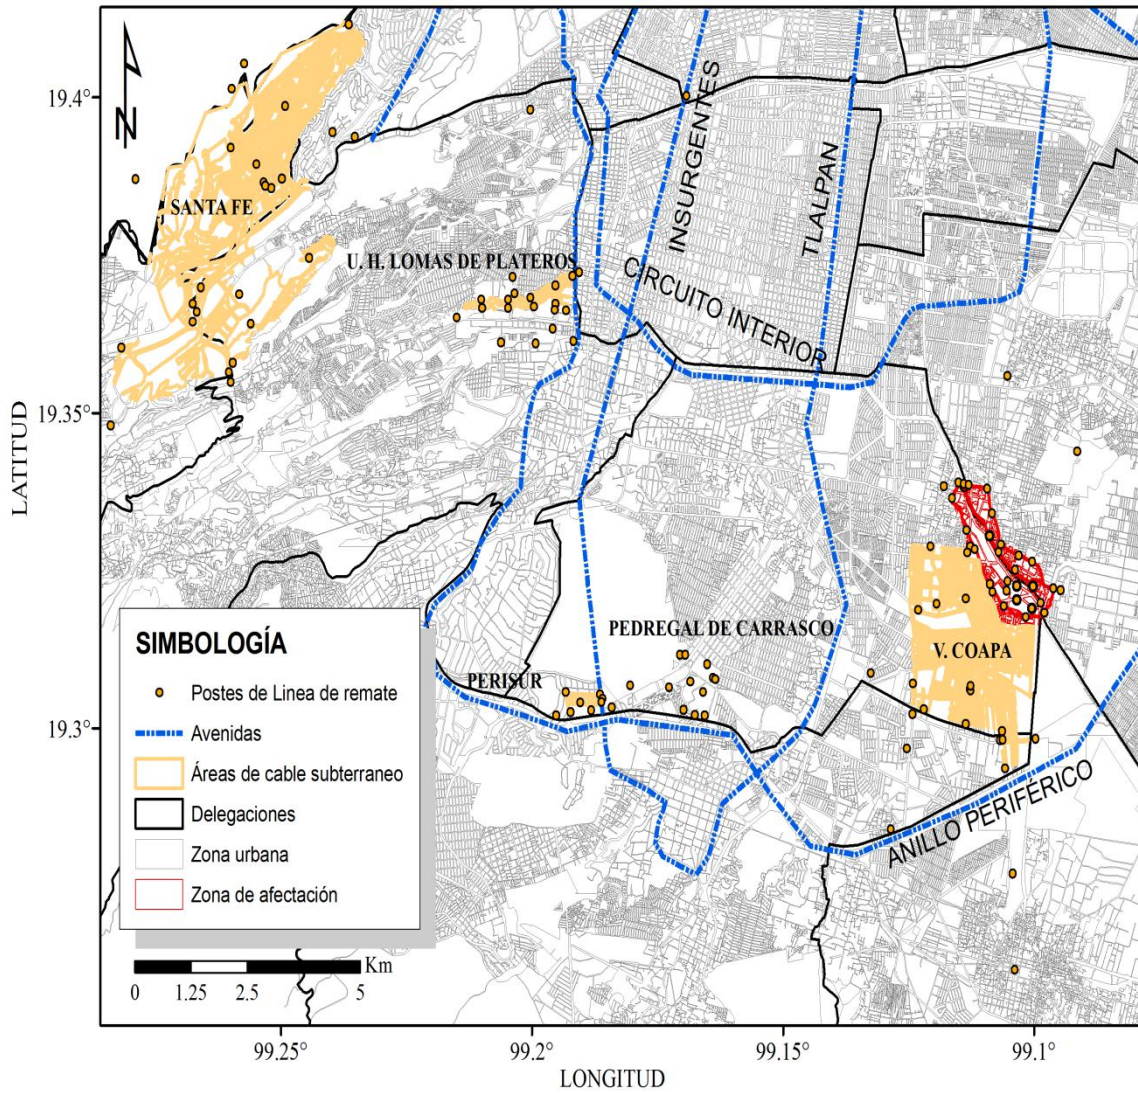 N
19.4°
19.35°
19.3°
LATITUD
SANTA FE
U. H. LOMAS DE PLATEROS
INSURGENTES
TLALPAN
CIRCUITO INTERIOR
PEDREGAL DE CARRASCO
PERISUR
V. COAPA
ANILLO PERIFÉRICO
SIMBOLOGÍA
Postes de Linea de remate
Avenidas
Áreas de cable subterraneo
Delegaciones
Zona urbana
Zona de afectación
Km
0 1.25 2.5 5
99.25° 99.2° 99.15° 99.1°
LONGITUD